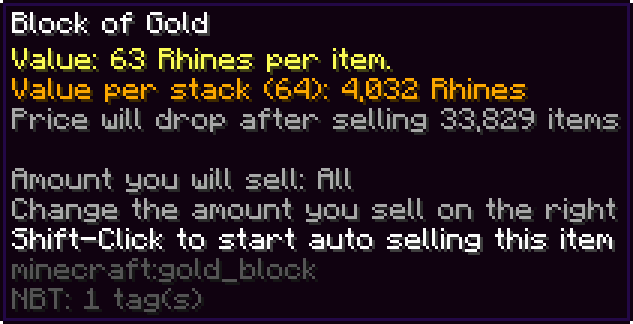 Block of Gold
Value: 63 Rhines per item.
Value per stack (64): 4,032 Rhines
Price will drop after selling 33,829 items
Amount you will sell: All
Change the amount you sell on the right
Shift-Click to start auto selling this item
minecraft:gold_block
NBT: 1 tag(s)